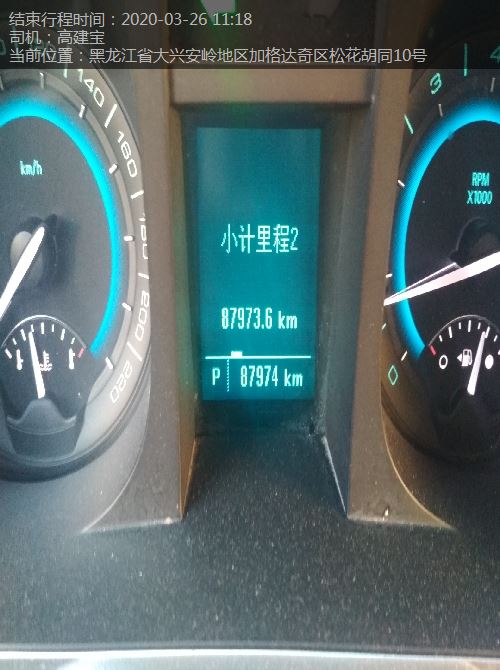 结束行程时间：2020-03-26 11:18
司机：高建宝
当前位置：黑龙江省大兴安岭地区加格达奇区松花胡同10号
140
160
180
200
220
km/h
3
4
RPM
X1000
小计里程2
87973.6 km
P 87974 km